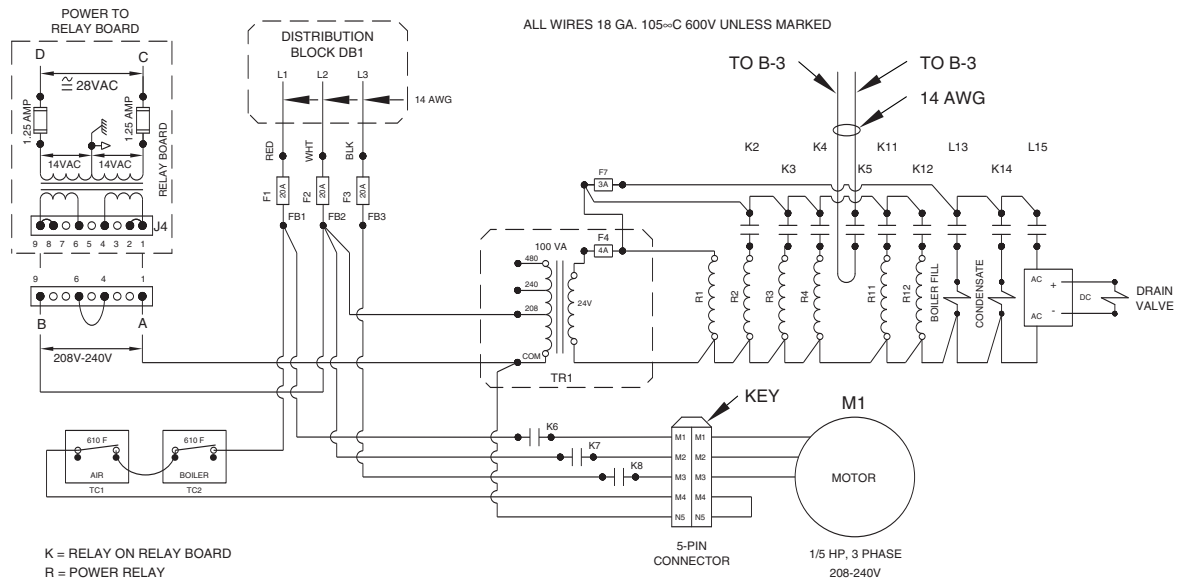 POWER TO
RELAY BOARD
D
C
≅ 28VAC
1.25 AMP
1.25 AMP
14VAC
14VAC
RELAY BOARD
J4
9 8 7 6 5 4 3 2 1
9 6 4 1
B
A
208V-240V
DISTRIBUTION
BLOCK DB1
L1 L2 L3
14 AWG
RED
WHT
BLK
F1
20A
F2
20A
F3
20A
FB1
FB2
FB3
ALL WIRES 18 GA. 105∞C 600V UNLESS MARKED
TO B-3
TO B-3
14 AWG
K2
K3
K4
K5
K11
K12
L13
K14
L15
F7
3A
F4
4A
100 VA
480
240
208
COM
24V
TR1
R1
R2
R3
R4
R11
R12
BOILER FILL
CONDENSATE
AC
+
AC
-
DC
DRAIN
VALVE
KEY
K6
K7
K8
M1 M1
M2 M2
M3 M3
M4 M4
N5 N5
5-PIN
CONNECTOR
M1
MOTOR
1/5 HP, 3 PHASE
208-240V
610 F
AIR
TC1
610 F
BOILER
TC2
K = RELAY ON RELAY BOARD
R = POWER RELAY